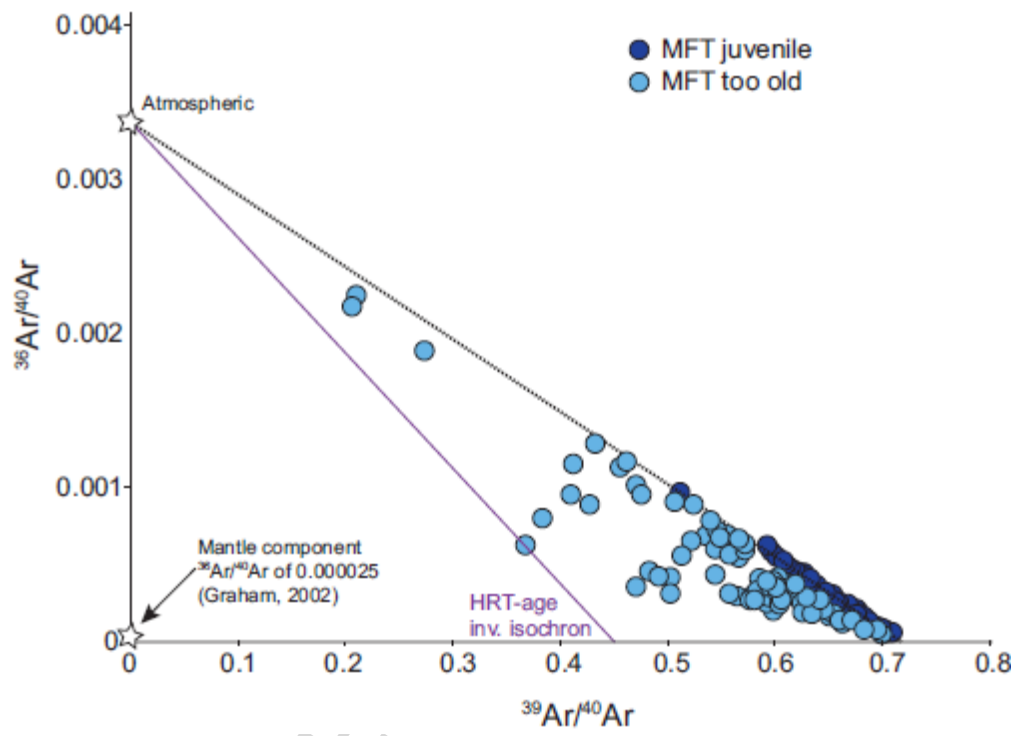 0.004
MFT juvenile
MFT too old
Atmospheric
0.003
36Ar/40Ar
0.002
0.001
Mantle component
36Ar/40Ar of 0.000025
(Graham, 2002)
HRT-age
inv. isochron
0
0 0.1 0.2 0.3 0.4 0.5 0.6 0.7 0.8
39Ar/40Ar